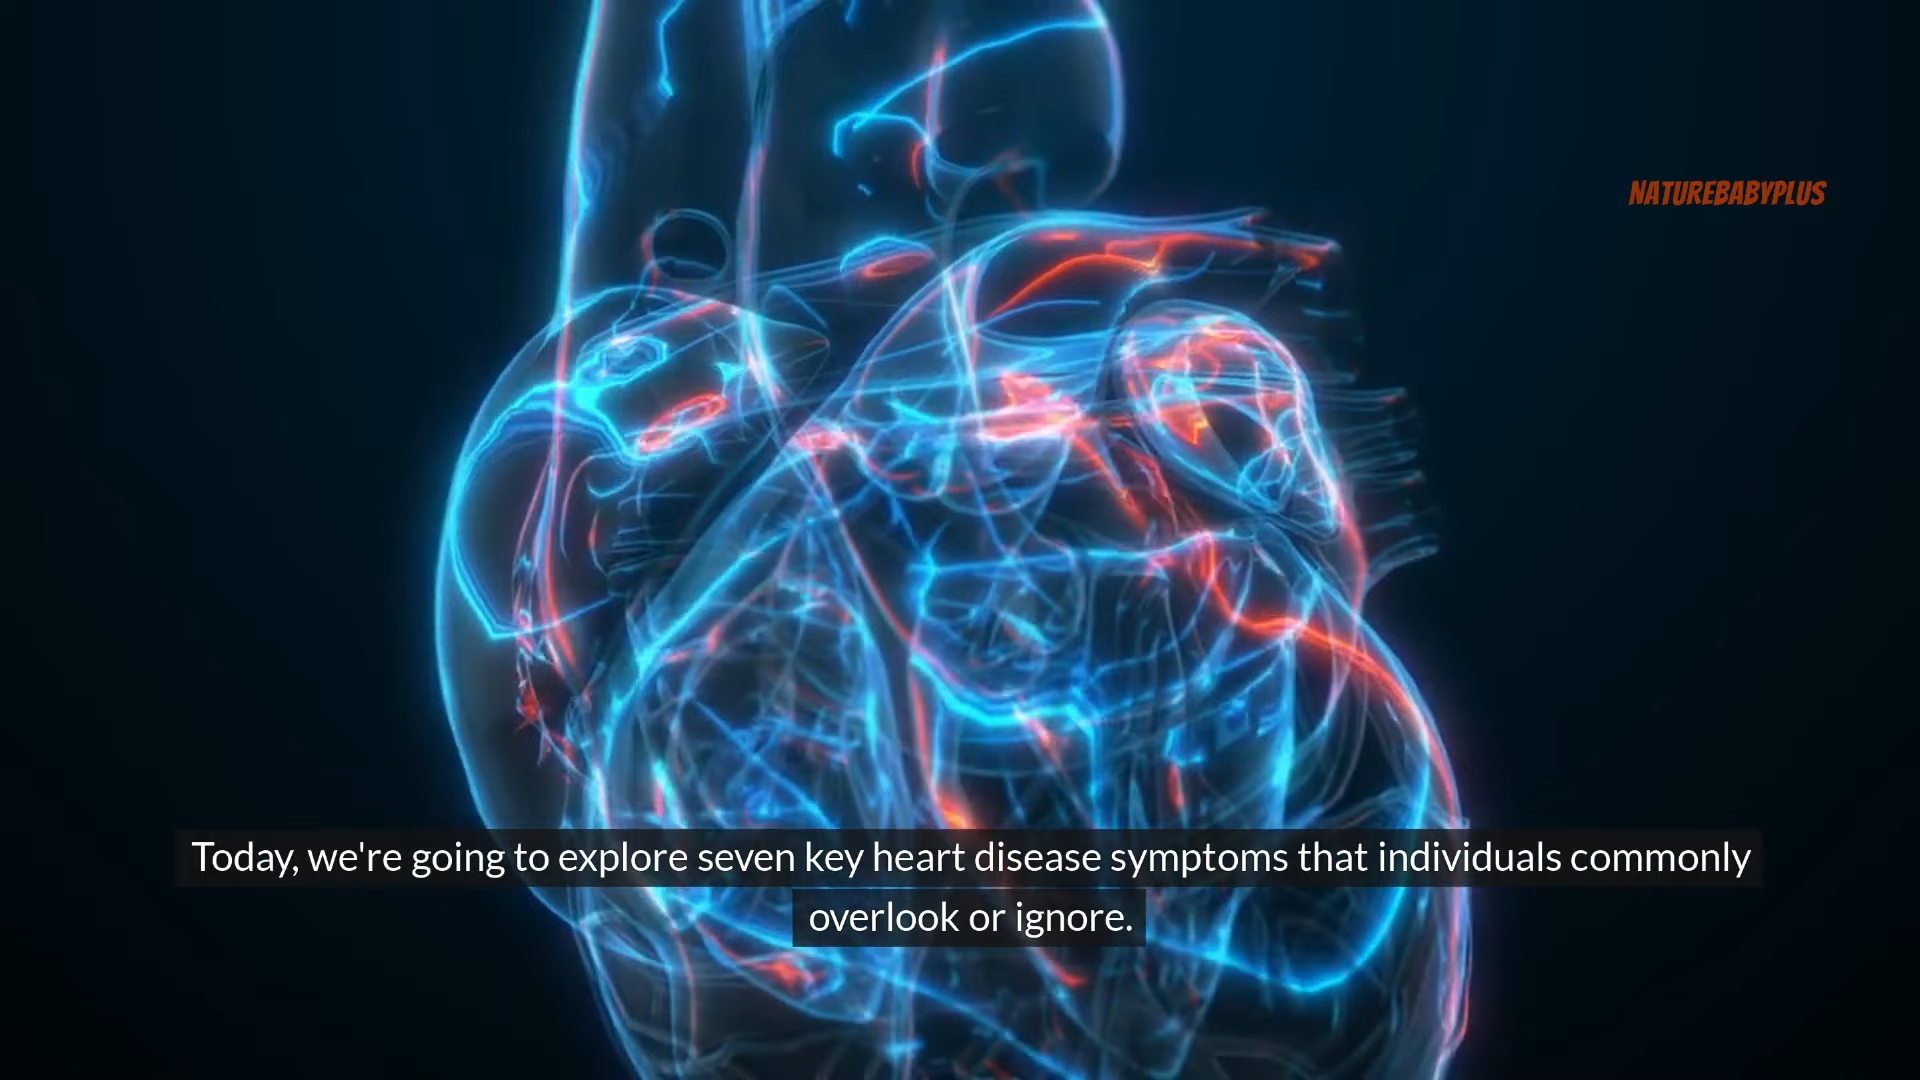 NATUREBABYPLUS
Today, we're going to explore seven key heart disease symptoms that individuals commonly
overlook or ignore.